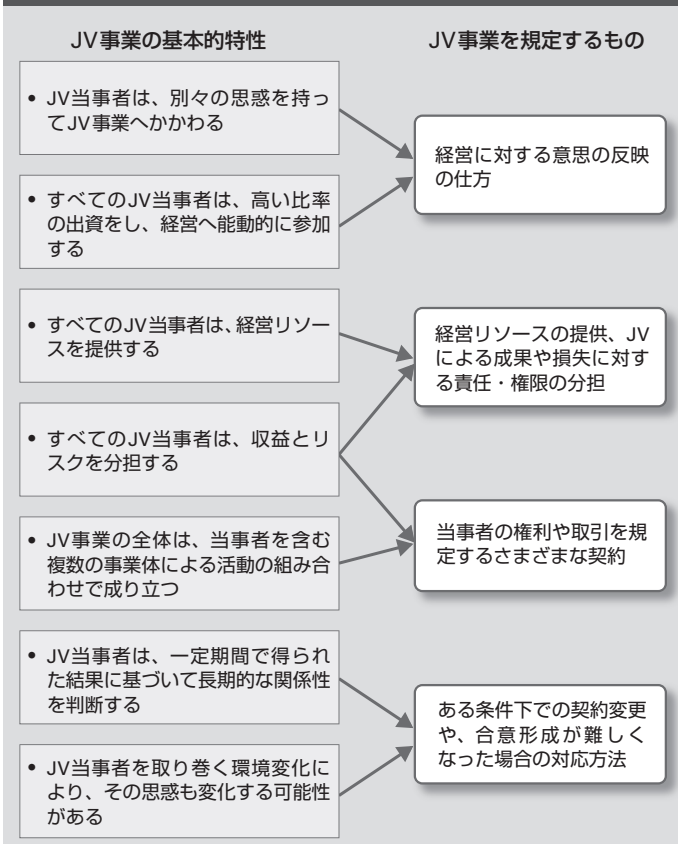 JV事業の基本的特性
JV事業を規定するもの
• JV当事者は、別々の思惑を持っ
てJV事業へかかわる
• すべてのJV当事者は、高い比率
の出資をし、経営へ能動的に参加
する
経営に対する意思の反映
の仕方
• すべてのJV当事者は、経営リソー
スを提供する
• すべてのJV当事者は、収益とリ
スクを分担する
経営リソースの提供、JV
による成果や損失に対す
る責任・権限の分担
• JV事業の全体は、当事者を含む
複数の事業体による活動の組み合
わせで成り立つ
当事者の権利や取引を規
定するさまざまな契約
• JV当事者は、一定期間で得られ
た結果に基づいて長期的な関係性
を判断する
• JV当事者を取り巻く環境変化に
より、その思惑も変化する可能性
がある
ある条件下での契約変更
や、合意形成が難しく
なった場合の対応方法